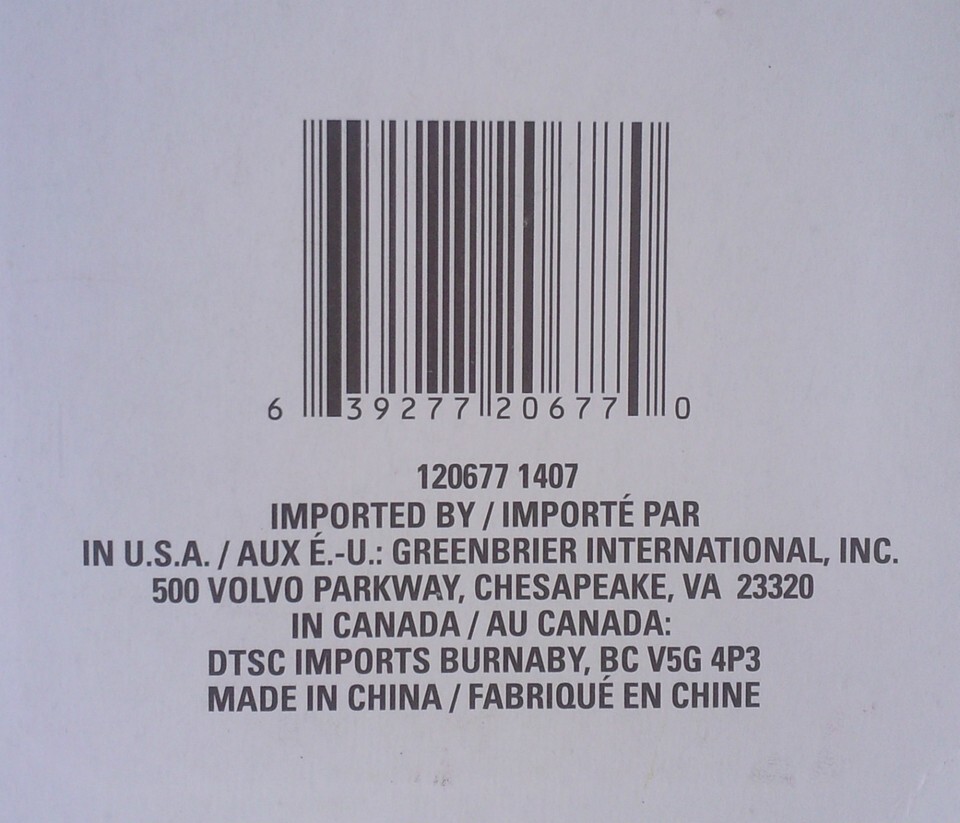 6 39277 20677 0
120677 1407
IMPORTED BY / IMPORTÉ PAR
IN U.S.A. / AUX É.-U.: GREENBRIER INTERNATIONAL, INC.
500 VOLVO PARKWAY, CHESAPEAKE, VA 23320
IN CANADA / AU CANADA:
DTSC IMPORTS BURNABY, BC V5G 4P3
MADE IN CHINA / FABRIQUÉ EN CHINE